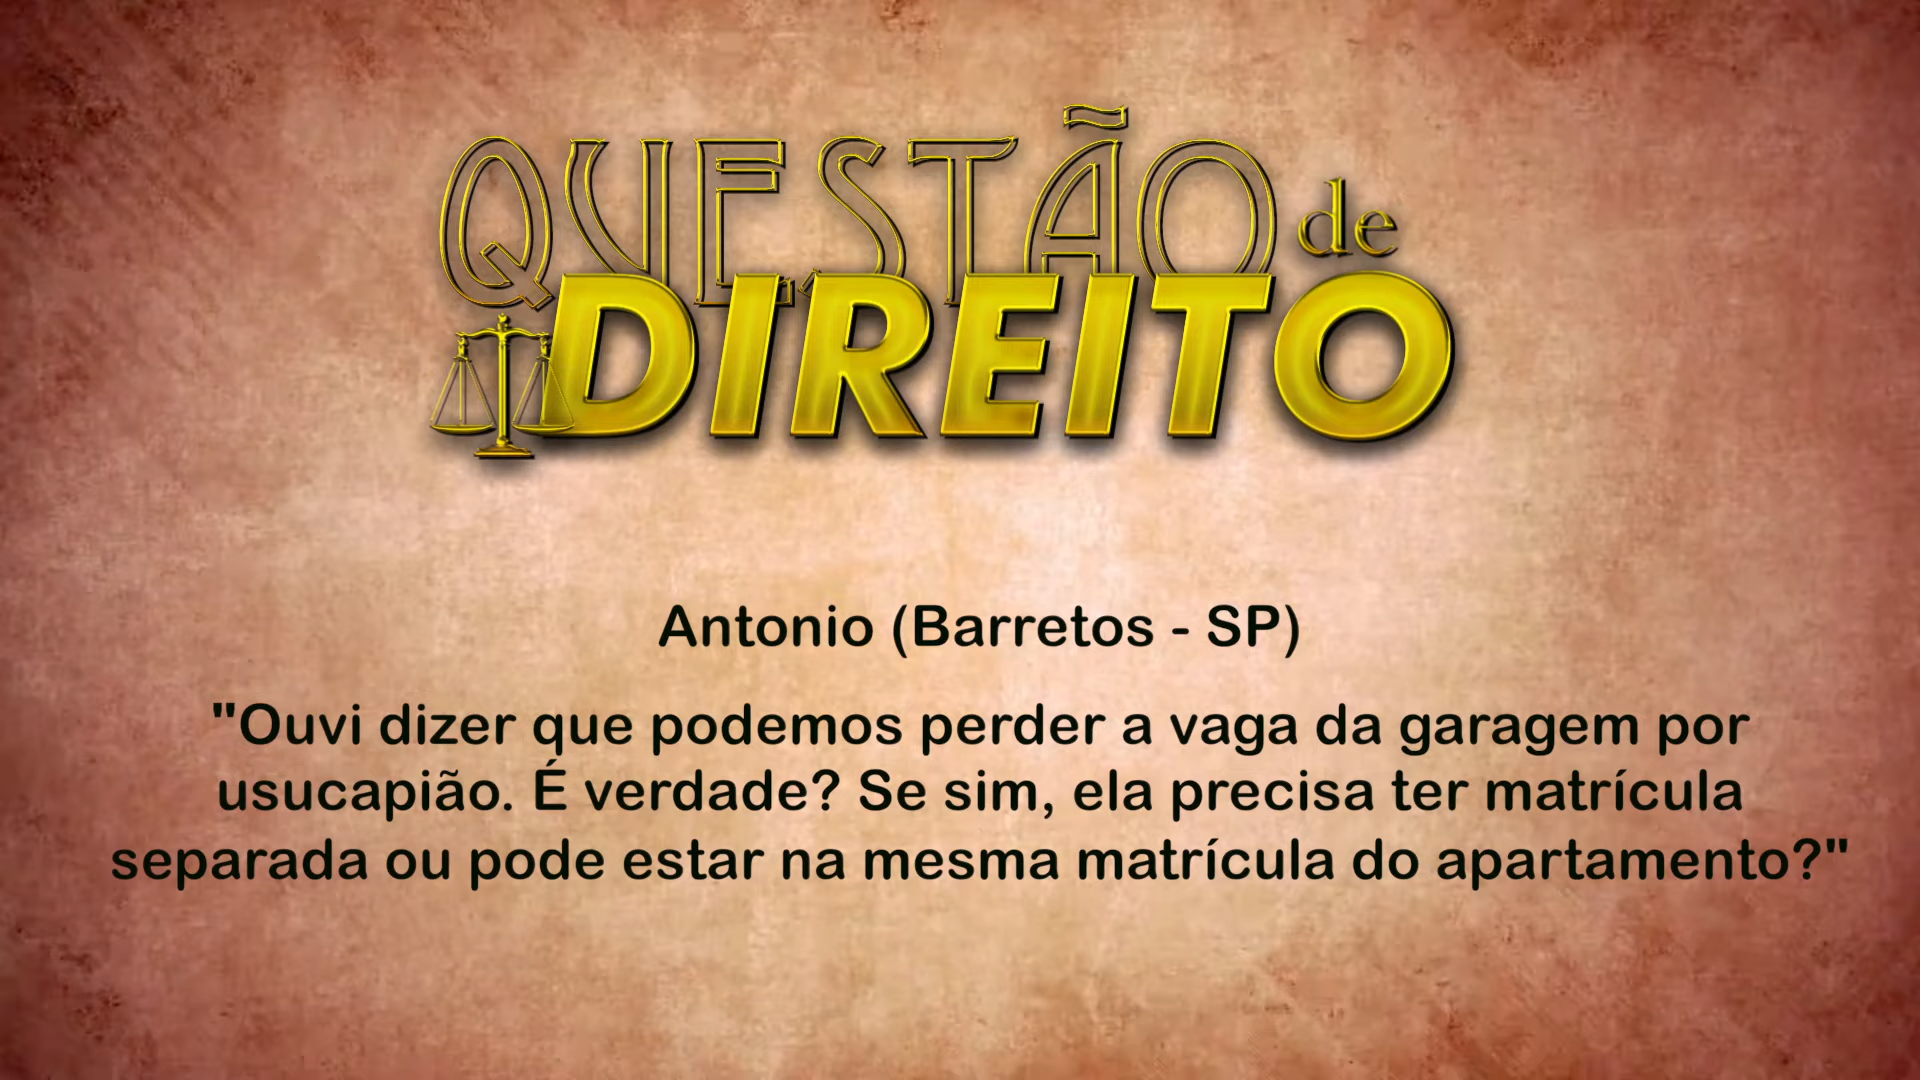 QUESTÃO de
DIREITO
Antonio (Barretos - SP)
"Ouvi dizer que podemos perder a vaga da garagem por
usucapião. É verdade? Se sim, ela precisa ter matrícula
separada ou pode estar na mesma matrícula do apartamento?"